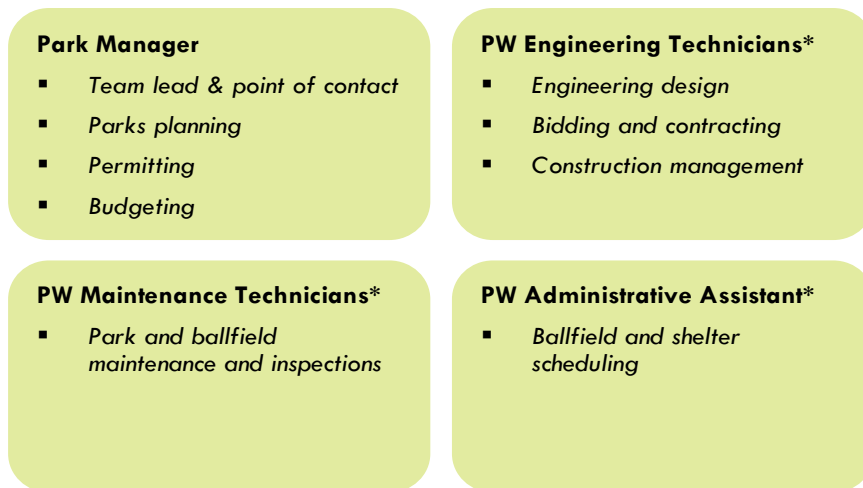 Park Manager
▪ Team lead & point of contact
▪ Parks planning
▪ Permitting
▪ Budgeting
PW Engineering Technicians*
▪ Engineering design
▪ Bidding and contracting
▪ Construction management
PW Maintenance Technicians*
▪ Park and ballfield
maintenance and inspections
PW Administrative Assistant*
▪ Ballfield and shelter
scheduling